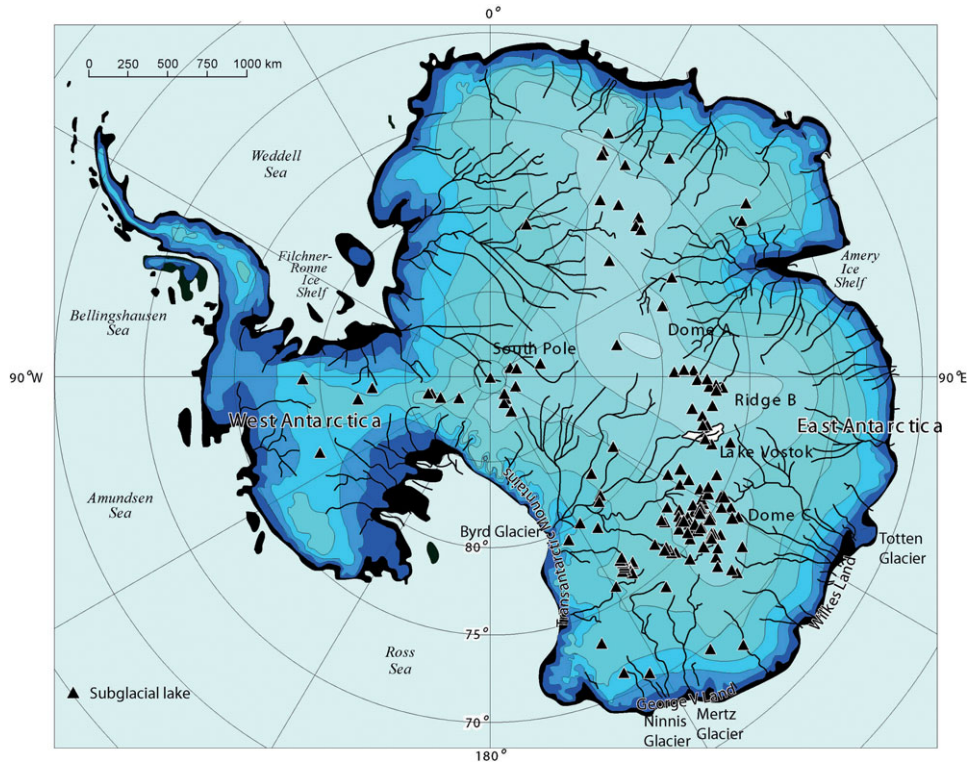 0°
0 250 500 750 1000 km
Weddell
Sea
Filchner-
Ronne
Ice
Shelf
Amery
Ice
Shelf
Bellingshausen
Sea
Dome A
South Pole
90°W
90°E
Ridge B
West Antarctica
East Antarctica
Lake Vostok
Amundsen
Sea
Transantarctic Mountains
Dome C
Byrd Glacier
80°
Totten
Glacier
Wilkes Land
75°
Ross
Sea
Subglacial lake
George V Land
Ninnis
Glacier
Mertz
Glacier
70°
180°